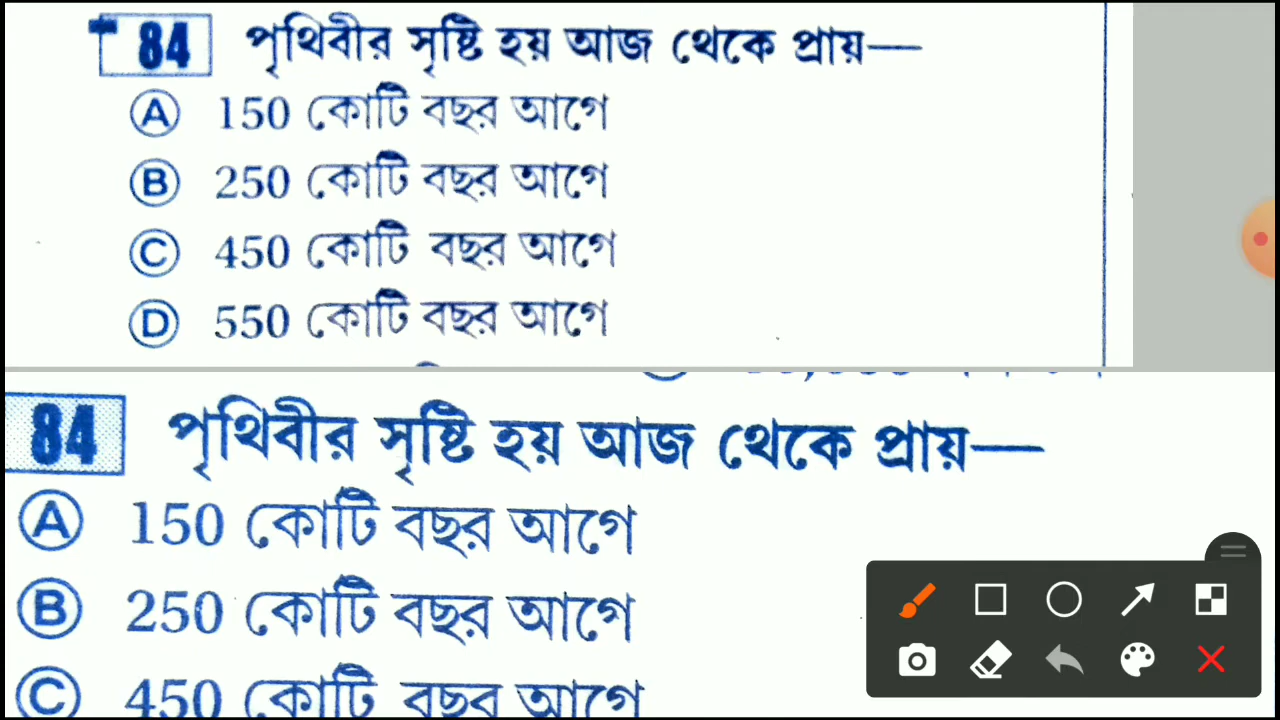 84 পৃথিবীর সৃষ্টি হয় আজ থেকে প্রায়—
A 150 কোটি বছর আগে
B 250 কোটি বছর আগে
C 450 কোটি বছর আগে
D 550 কোটি বছর আগে
84 পৃথিবীর সৃষ্টি হয় আজ থেকে প্রায়—
A 150 কোটি বছর আগে
B 250 কোটি বছর আগে
C 450 কোটি বছর আগে